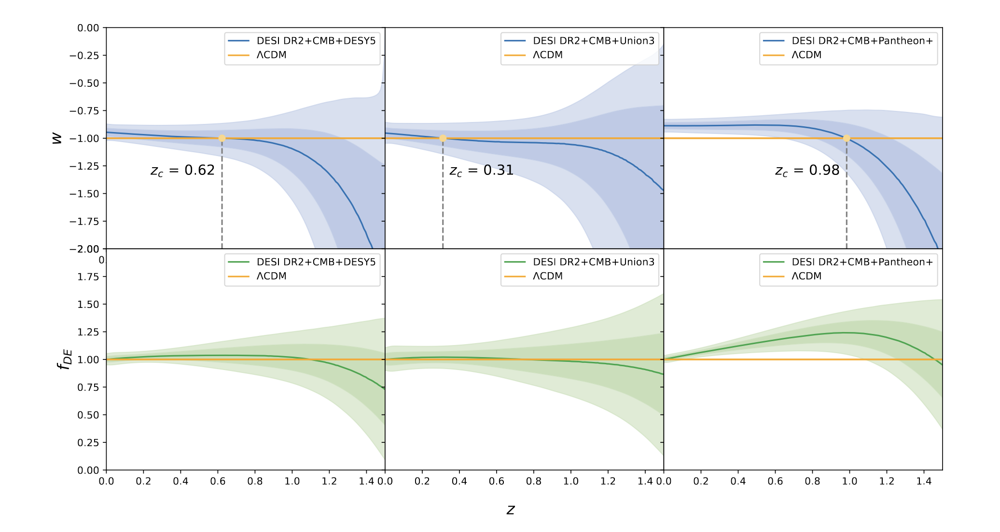 w
0.00
−0.25
−0.50
−0.75
−1.00
−1.25
−1.50
−1.75
−2.00
DESI DR2+CMB+DESY5
ΛCDM
z_c = 0.62
DESI DR2+CMB+Union3
ΛCDM
z_c = 0.31
DESI DR2+CMB+Pantheon+
ΛCDM
z_c = 0.98
f_DE
0.
1.75
1.50
1.25
1.00
0.75
0.50
0.25
0.00
DESI DR2+CMB+DESY5
ΛCDM
DESI DR2+CMB+Union3
ΛCDM
DESI DR2+CMB+Pantheon+
ΛCDM
0.0 0.2 0.4 0.6 0.8 1.0 1.2 1.4 0.0 0.2 0.4 0.6 0.8 1.0 1.2 1.4 0.0 0.2 0.4 0.6 0.8 1.0 1.2 1.4
z